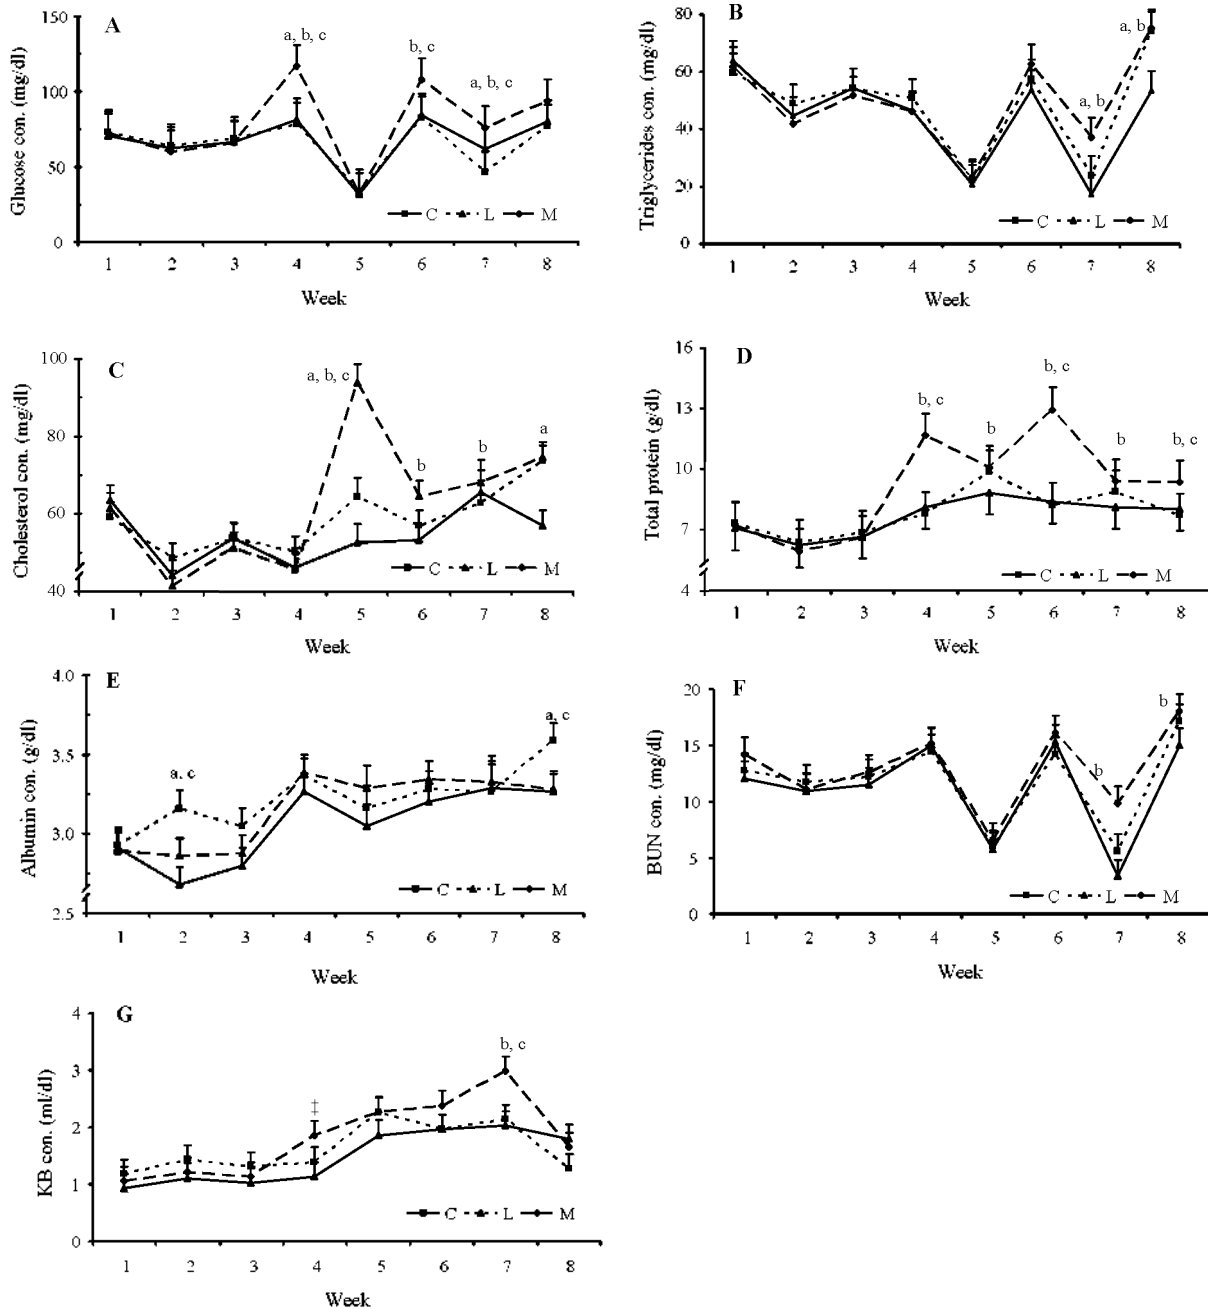 A
Glucose con. (mg/dl)
150
100
50
0
a, b, c
b, c
a, b, c
C L M
1 2 3 4 5 6 7 8
Week
B
Triglycerides con. (mg/dl)
80
60
40
20
0
a, b
a, b
C L M
1 2 3 4 5 6 7 8
Week
C
Cholesterol con. (mg/dl)
100
80
60
40
a, b, c
b
b
a
C L M
1 2 3 4 5 6 7 8
Week
D
Total protein (g/dl)
16
13
10
7
4
b, c
b
b, c
b
b, c
C L M
1 2 3 4 5 6 7 8
Week
E
Albumin con. (g/dl)
4.0
3.5
3.0
2.5
a, c
a, c
C L M
1 2 3 4 5 6 7 8
Week
F
BUN con. (mg/dl)
20
15
10
5
0
b
b
C L M
1 2 3 4 5 6 7 8
Week
G
KB con. (ml/dl)
4
3
2
1
0
‡
b, c
C L M
1 2 3 4 5 6 7 8
Week